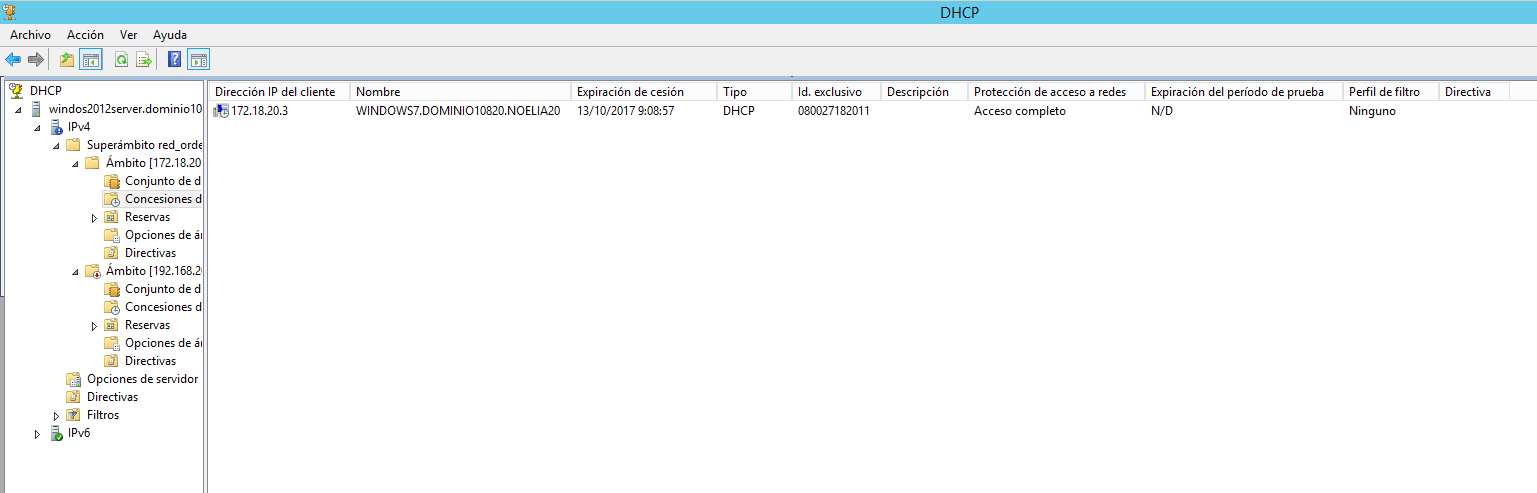 DHCP
Archivo Acción Ver Ayuda
DHCP
windos2012server.dominio10
IPv4
Superámbito red_orde
Ámbito [172.18.20
Conjunto de d
Concesiones d
Reservas
Opciones de ár
Directivas
Ámbito [192.168.20
Conjunto de d
Concesiones d
Reservas
Opciones de ár
Directivas
Opciones de servidor
Directivas
Filtros
IPv6
Dirección IP del cliente Nombre Expiración de cesión Tipo Id. exclusivo Descripción Protección de acceso a redes Expiración del período de prueba Perfil de filtro Directiva
172.18.20.3 WINDOWS7.DOMINIO10820.NOELIA20 13/10/2017 9:08:57 DHCP 080027182011 Acceso completo N/D Ninguno